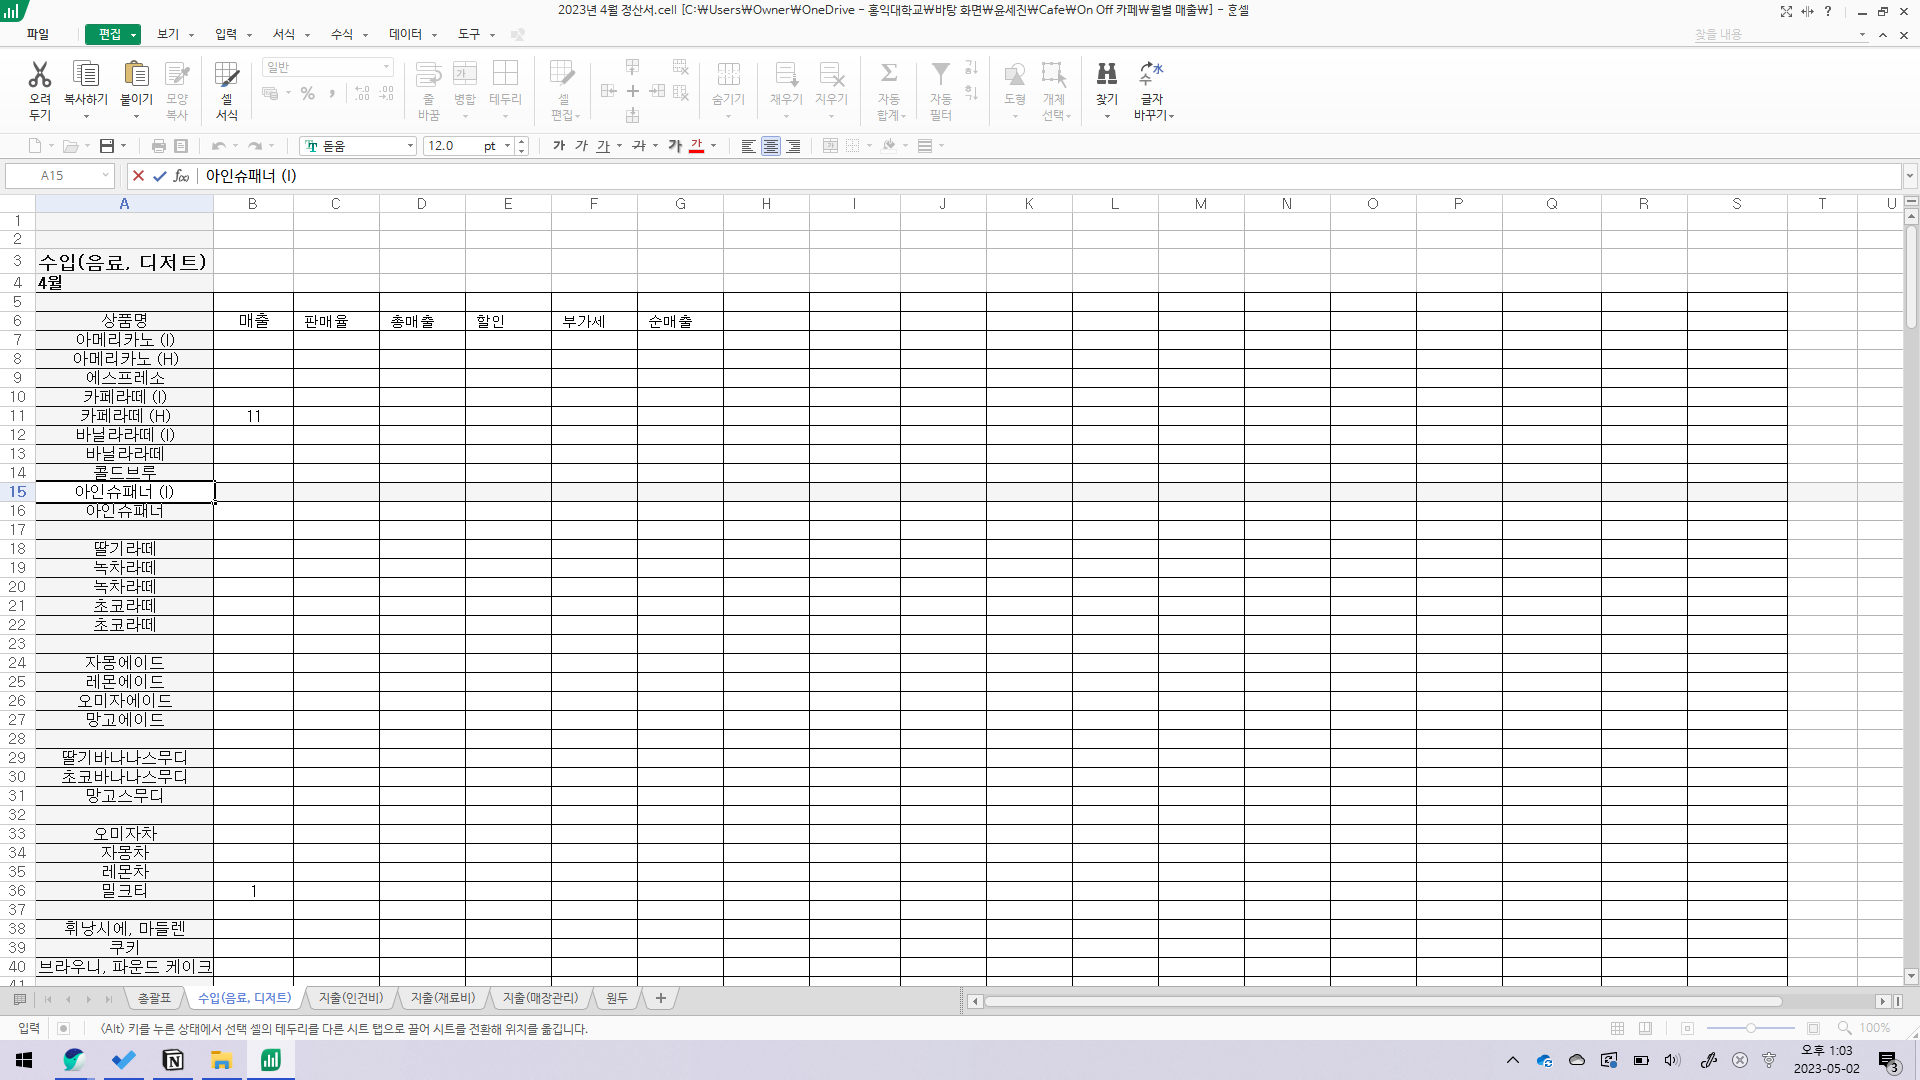 2023년 4월 정산서.cell [C:₩Users₩Owner₩OneDrive - 홍익대학교₩바탕 화면₩윤세진₩Cafe₩On Off 카페₩월별 매출₩] - 훈셀
파일 편집 보기 입력 서식 수식 데이터 도구 찾을 내용
오려 두기 복사하기 붙이기 모양 복사 셀 서식 일반 줄 바꿈 병합 테두리 셀 편집 숨기기 채우기 지우기 자동 합계 자동 필터 도형 개체 선택 찾기 글자 바꾸기
돋움 12.0 pt 가 가 가 가 가 가
A15 아인슈패너 (I)
A B C D E F G H I J K L M N O P Q R S T U
1
2
3 수입(음료, 디저트)
4 4월
5
6 상품명 매출 판매율 총매출 할인 부가세 순매출
7 아메리카노 (I)
8 아메리카노 (H)
9 에스프레소
10 카페라떼 (I)
11 카페라떼 (H) 11
12 바닐라라떼 (I)
13 바닐라라떼
14 콜드브루
15 아인슈패너 (I)
16 아인슈패너
17
18 딸기라떼
19 녹차라떼
20 녹차라떼
21 초코라떼
22 초코라떼
23
24 자몽에이드
25 레몬에이드
26 오미자에이드
27 망고에이드
28
29 딸기바나나스무디
30 초코바나나스무디
31 망고스무디
32
33 오미자차
34 자몽차
35 레몬차
36 밀크티 1
37
38 휘낭시에, 마들렌
39 쿠키
40 브라우니, 파운드 케이크
41
총괄표 수입(음료, 디저트) 지출(인건비) 지출(재료비) 지출(매장관리) 원두
입력 〈Alt〉 키를 누른 상태에서 선택 셀의 테두리를 다른 시트 탭으로 끌어 시트를 전환해 위치를 옮깁니다. 100%
오후 1:03
2023-05-02
3